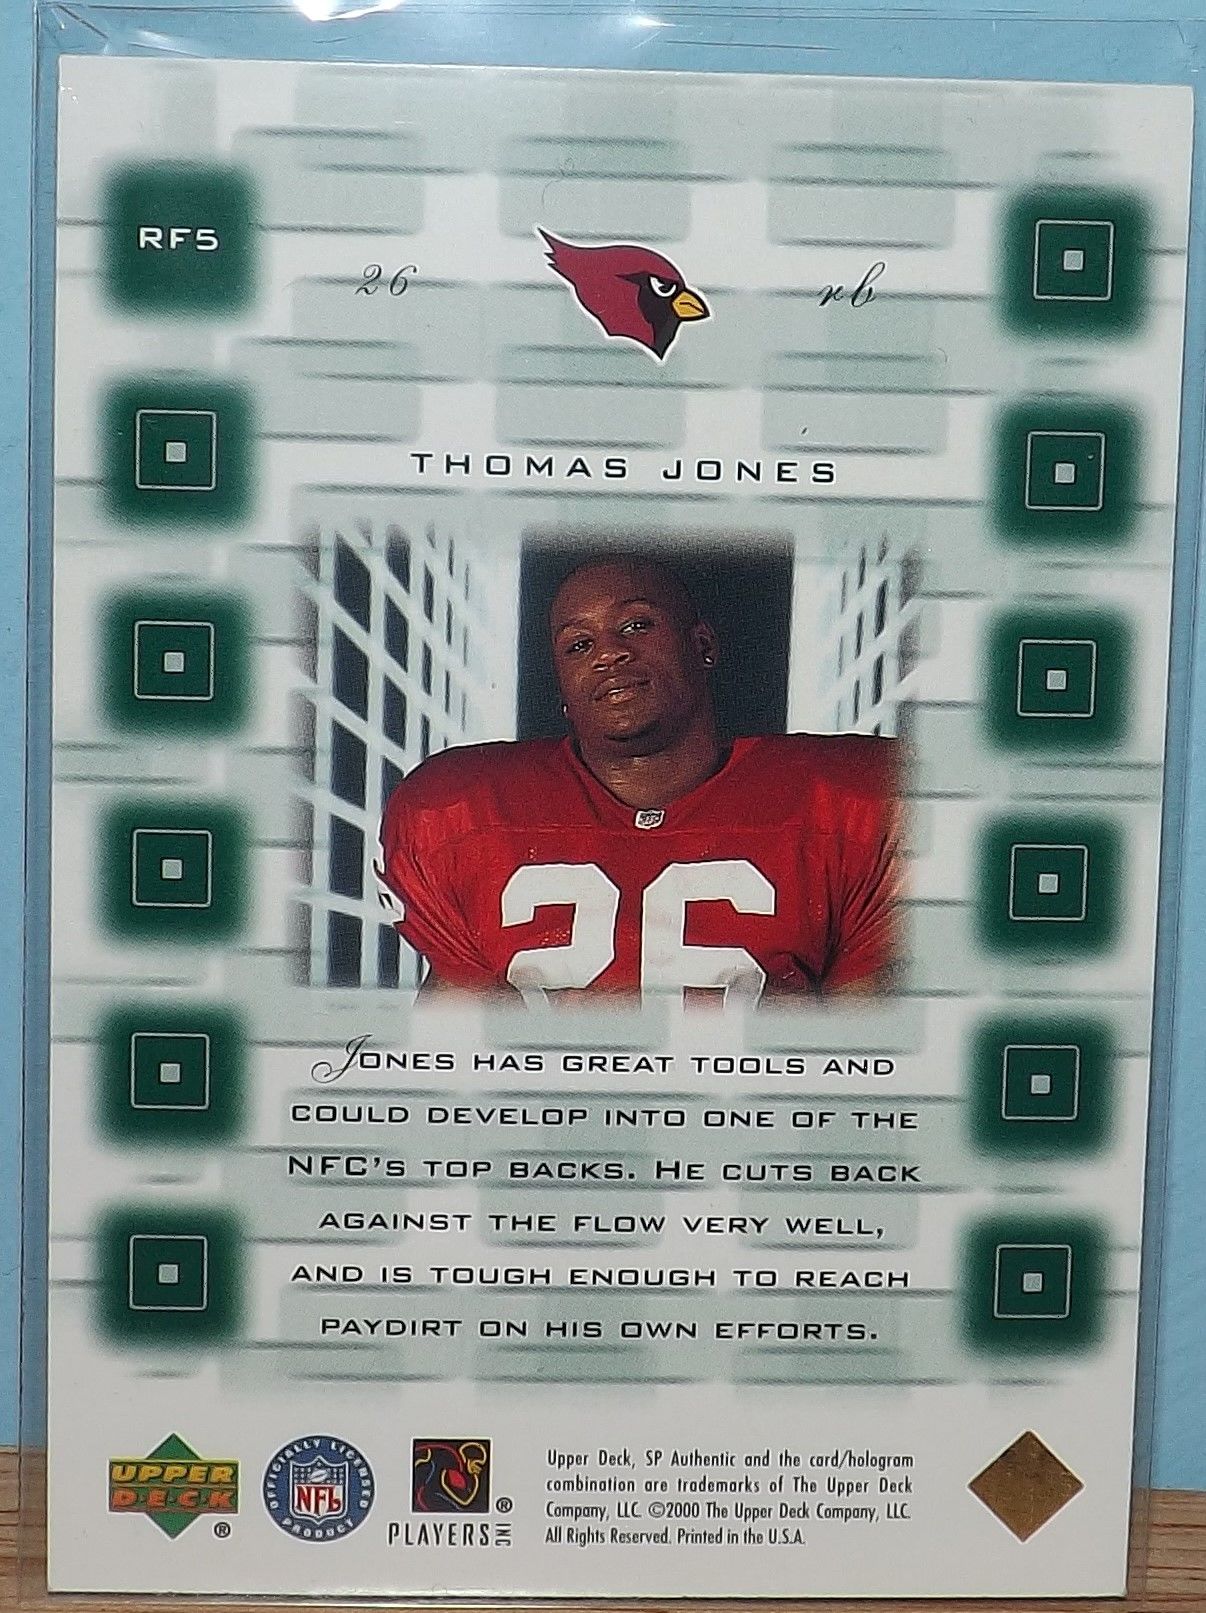 RF5
26
rb
THOMAS JONES
26
JONES HAS GREAT TOOLS AND
COULD DEVELOP INTO ONE OF THE
NFC'S TOP BACKS. HE CUTS BACK
AGAINST THE FLOW VERY WELL,
AND IS TOUGH ENOUGH TO REACH
PAYDIRT ON HIS OWN EFFORTS.
UPPER
DECK
®
OFFICIALLY LICENSED
NFL
PRODUCT
®
PLAYERS INC
Upper Deck, SP Authentic and the card/hologram
combination are trademarks of The Upper Deck
Company, LLC. ©2000 The Upper Deck Company, LLC.
All Rights Reserved. Printed in the U.S.A.